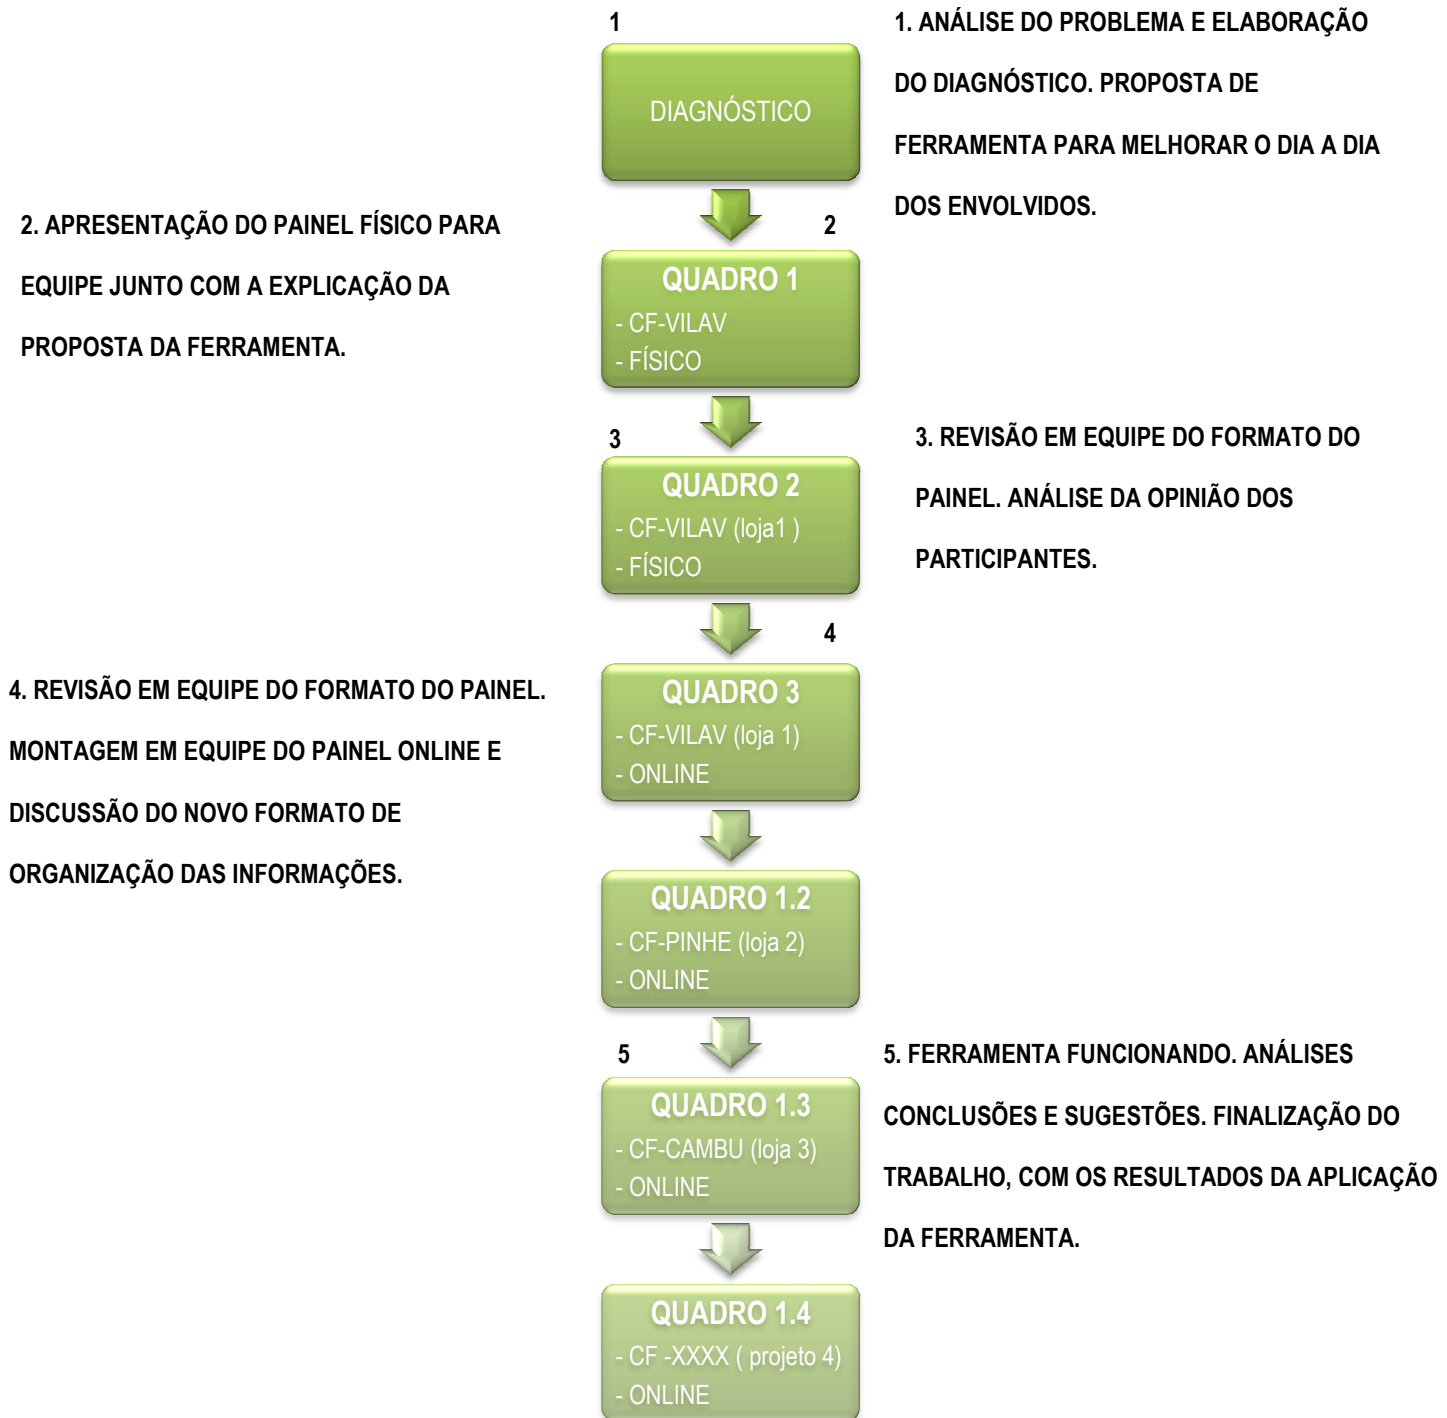 1
1. ANÁLISE DO PROBLEMA E ELABORAÇÃO
DO DIAGNÓSTICO. PROPOSTA DE
FERRAMENTA PARA MELHORAR O DIA A DIA
DOS ENVOLVIDOS.
DIAGNÓSTICO
2
2. APRESENTAÇÃO DO PAINEL FÍSICO PARA
EQUIPE JUNTO COM A EXPLICAÇÃO DA
PROPOSTA DA FERRAMENTA.
QUADRO 1
- CF-VILAV
- FÍSICO
3
3. REVISÃO EM EQUIPE DO FORMATO DO
PAINEL. ANÁLISE DA OPINIÃO DOS
PARTICIPANTES.
QUADRO 2
- CF-VILAV (loja1 )
- FÍSICO
4
4. REVISÃO EM EQUIPE DO FORMATO DO PAINEL.
MONTAGEM EM EQUIPE DO PAINEL ONLINE E
DISCUSSÃO DO NOVO FORMATO DE
ORGANIZAÇÃO DAS INFORMAÇÕES.
QUADRO 3
- CF-VILAV (loja 1)
- ONLINE
QUADRO 1.2
- CF-PINHE (loja 2)
- ONLINE
5
5. FERRAMENTA FUNCIONANDO. ANÁLISES
CONCLUSÕES E SUGESTÕES. FINALIZAÇÃO DO
TRABALHO, COM OS RESULTADOS DA APLICAÇÃO
DA FERRAMENTA.
QUADRO 1.3
- CF-CAMBU (loja 3)
- ONLINE
QUADRO 1.4
- CF -XXXX ( projeto 4)
- ONLINE